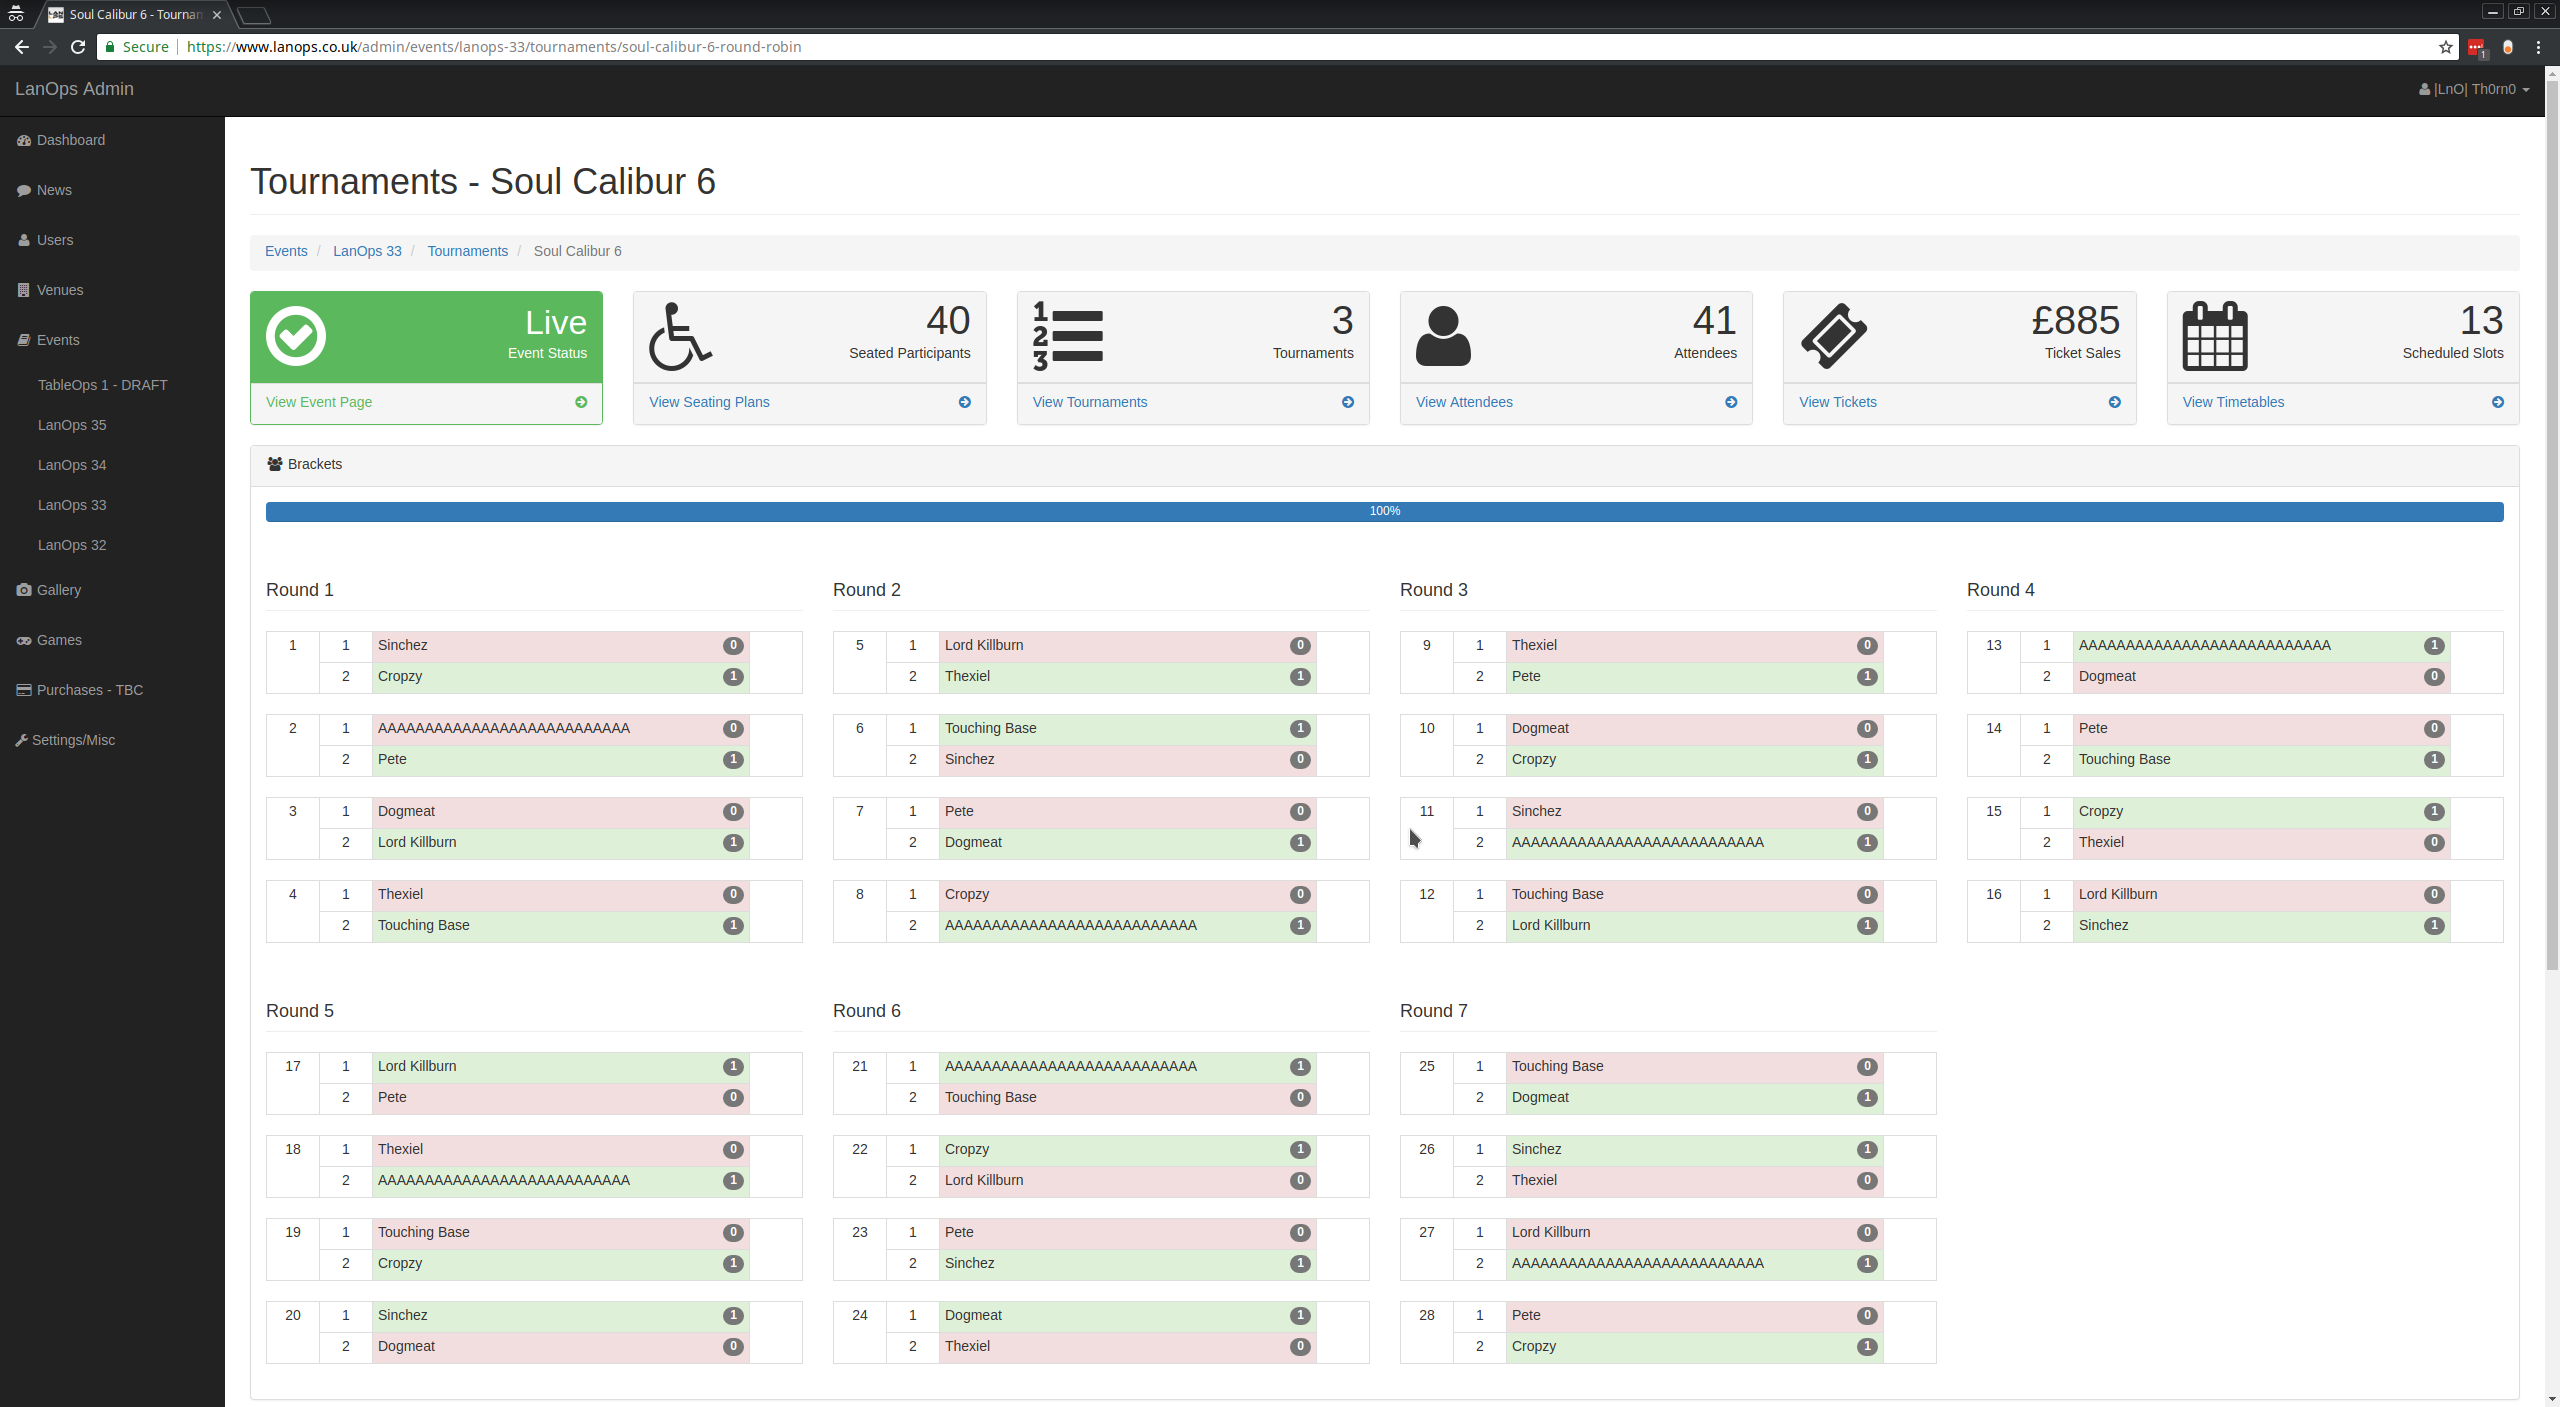 Soul Calibur 6 - Tournan
Secure
https://www.lanops.co.uk/admin/events/lanops-33/tournaments/soul-calibur-6-round-robin
1
LanOps Admin
|LnO| Th0rn0
Dashboard
News
Users
Venues
Events
TableOps 1 - DRAFT
LanOps 35
LanOps 34
LanOps 33
LanOps 32
Gallery
Games
Purchases - TBC
Settings/Misc
Tournaments - Soul Calibur 6
Events / LanOps 33 / Tournaments / Soul Calibur 6
Live
Event Status
View Event Page
40
Seated Participants
View Seating Plans
1
2
3
3
Tournaments
View Tournaments
41
Attendees
View Attendees
£885
Ticket Sales
View Tickets
13
Scheduled Slots
View Timetables
Brackets
100%
Round 1
1 1 Sinchez 0
2 Cropzy 1
2 1 AAAAAAAAAAAAAAAAAAAAAAAAAAA 0
2 Pete 1
3 1 Dogmeat 0
2 Lord Killburn 1
4 1 Thexiel 0
2 Touching Base 1
Round 2
5 1 Lord Killburn 0
2 Thexiel 1
6 1 Touching Base 1
2 Sinchez 0
7 1 Pete 0
2 Dogmeat 1
8 1 Cropzy 0
2 AAAAAAAAAAAAAAAAAAAAAAAAAAA 1
Round 3
9 1 Thexiel 0
2 Pete 1
10 1 Dogmeat 0
2 Cropzy 1
11 1 Sinchez 0
2 AAAAAAAAAAAAAAAAAAAAAAAAAAA 1
12 1 Touching Base 0
2 Lord Killburn 1
Round 4
13 1 AAAAAAAAAAAAAAAAAAAAAAAAAAA 1
2 Dogmeat 0
14 1 Pete 0
2 Touching Base 1
15 1 Cropzy 1
2 Thexiel 0
16 1 Lord Killburn 0
2 Sinchez 1
Round 5
17 1 Lord Killburn 1
2 Pete 0
18 1 Thexiel 0
2 AAAAAAAAAAAAAAAAAAAAAAAAAAA 1
19 1 Touching Base 0
2 Cropzy 1
20 1 Sinchez 1
2 Dogmeat 0
Round 6
21 1 AAAAAAAAAAAAAAAAAAAAAAAAAAA 1
2 Touching Base 0
22 1 Cropzy 1
2 Lord Killburn 0
23 1 Pete 0
2 Sinchez 1
24 1 Dogmeat 1
2 Thexiel 0
Round 7
25 1 Touching Base 0
2 Dogmeat 1
26 1 Sinchez 1
2 Thexiel 0
27 1 Lord Killburn 0
2 AAAAAAAAAAAAAAAAAAAAAAAAAAA 1
28 1 Pete 0
2 Cropzy 1